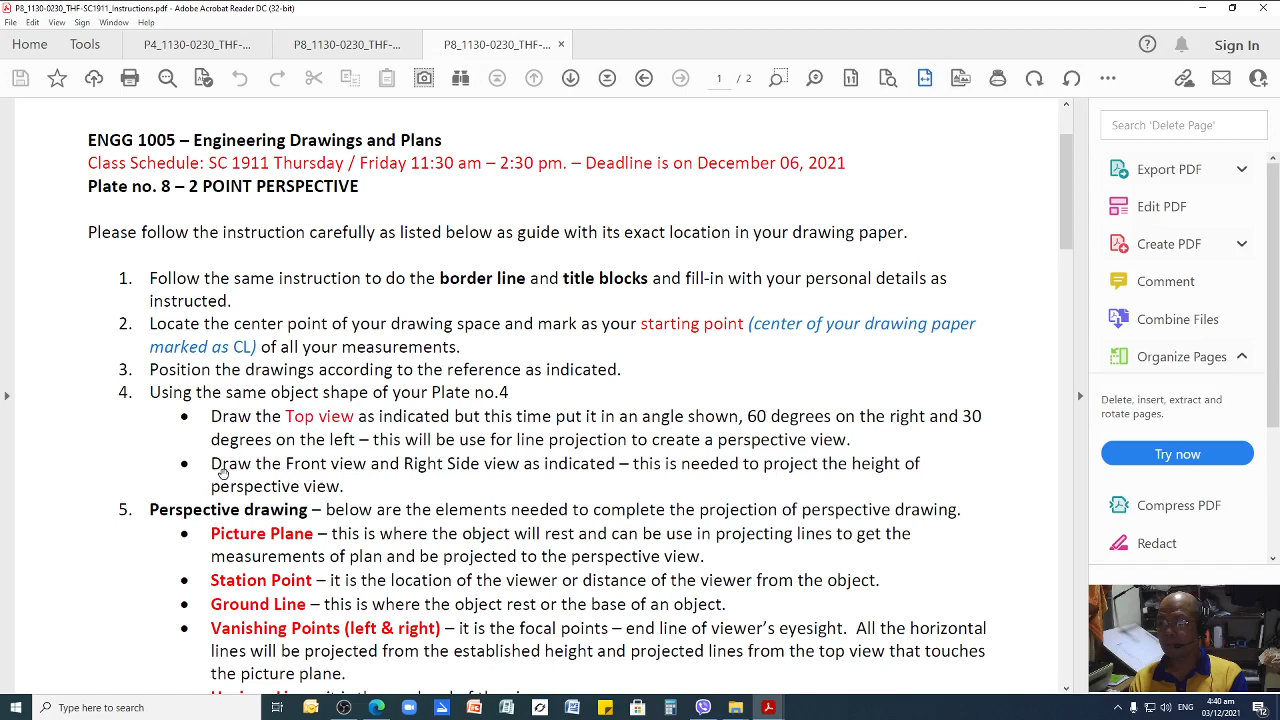 P8_1130-0230_THF-SC1911_Instructions.pdf - Adobe Acrobat Reader DC (32-bit)
File Edit View Sign Window Help
Home Tools P4_1130-0230_THF-... P8_1130-0230_THF-... P8_1130-0230_THF-... × Sign In
1 / 2
ENGG 1005 – Engineering Drawings and Plans
Class Schedule: SC 1911 Thursday / Friday 11:30 am – 2:30 pm. – Deadline is on December 06, 2021
Plate no. 8 – 2 POINT PERSPECTIVE
Please follow the instruction carefully as listed below as guide with its exact location in your drawing paper.
1. Follow the same instruction to do the border line and title blocks and fill-in with your personal details as
instructed.
2. Locate the center point of your drawing space and mark as your starting point (center of your drawing paper
marked as CL) of all your measurements.
3. Position the drawings according to the reference as indicated.
4. Using the same object shape of your Plate no.4
• Draw the Top view as indicated but this time put it in an angle shown, 60 degrees on the right and 30
degrees on the left – this will be use for line projection to create a perspective view.
• Draw the Front view and Right Side view as indicated – this is needed to project the height of
perspective view.
5. Perspective drawing – below are the elements needed to complete the projection of perspective drawing.
• Picture Plane – this is where the object will rest and can be use in projecting lines to get the
measurements of plan and be projected to the perspective view.
• Station Point – it is the location of the viewer or distance of the viewer from the object.
• Ground Line – this is where the object rest or the base of an object.
• Vanishing Points (left & right) – it is the focal points – end line of viewer's eyesight. All the horizontal
lines will be projected from the established height and projected lines from the top view that touches
the picture plane.
Search 'Delete Page'
Export PDF
Edit PDF
Create PDF
Comment
Combine Files
Organize Pages
Delete, insert, extract and
rotate pages.
Try now
Compress PDF
Redact
Type here to search
ENG
4:40 am
03/12/2021